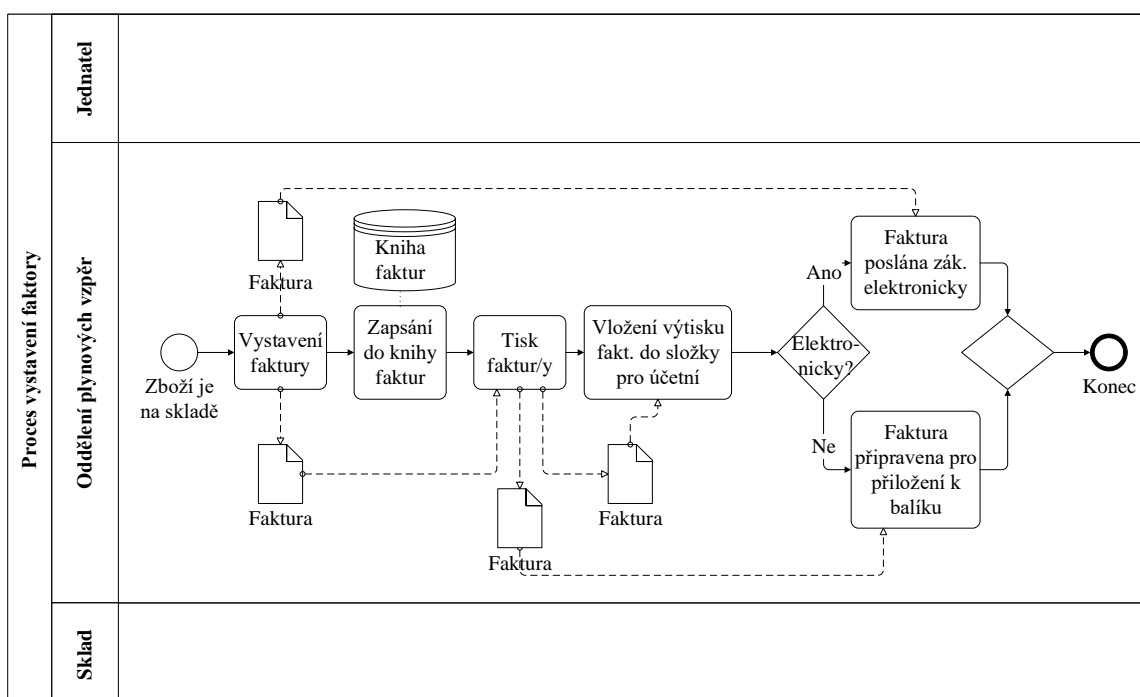 Proces vystavení faktory
Jednatel
Oddělení plynových vzpěr
Sklad
Zboží je
na skladě
Vystavení
faktury
Faktura
Faktura
Kniha
faktur
Zapsání
do knihy
faktur
Tisk
faktur/y
Faktura
Faktura
Vložení výtisku
fakt. do složky
pro účetní
Elektro-
nicky?
Ano
Ne
Faktura
poslána zák.
elektronicky
Faktura
připravena pro
přiložení k
balíku
Konec